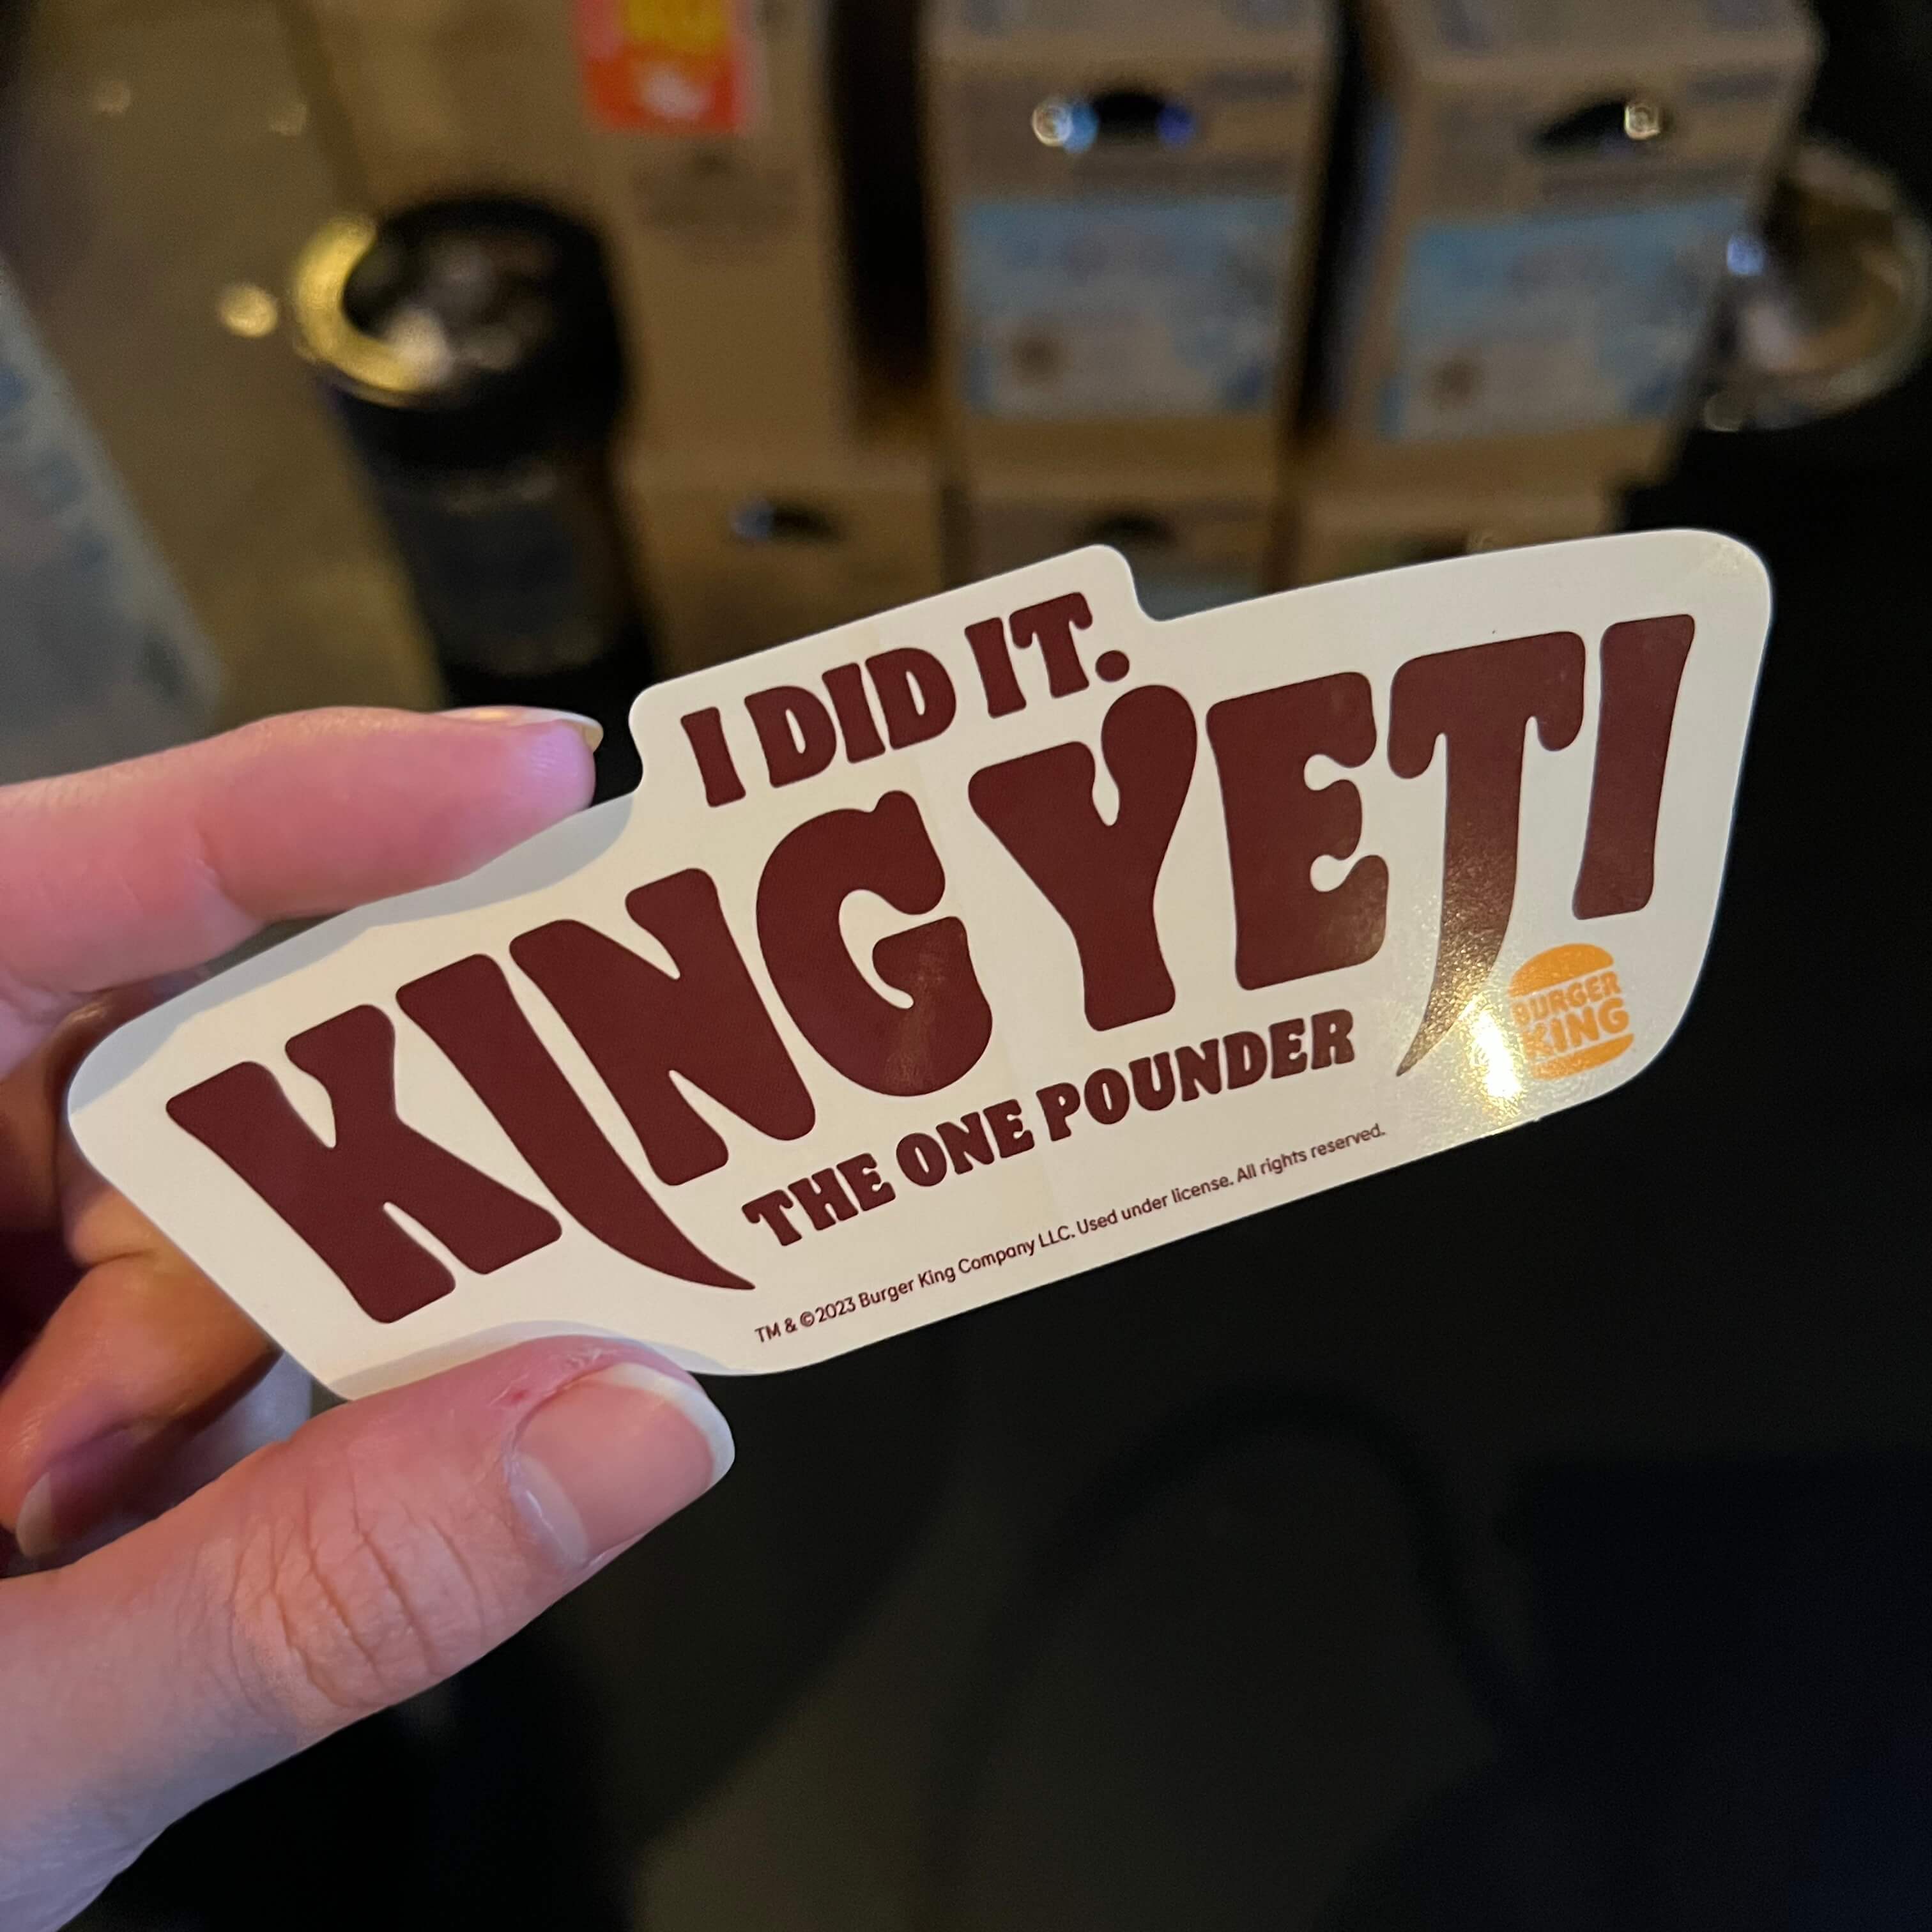 I DID IT.
KING YETI
THE ONE POUNDER
BURGER
KING
TM & ©2023 Burger King Company LLC. Used under license. All rights reserved.